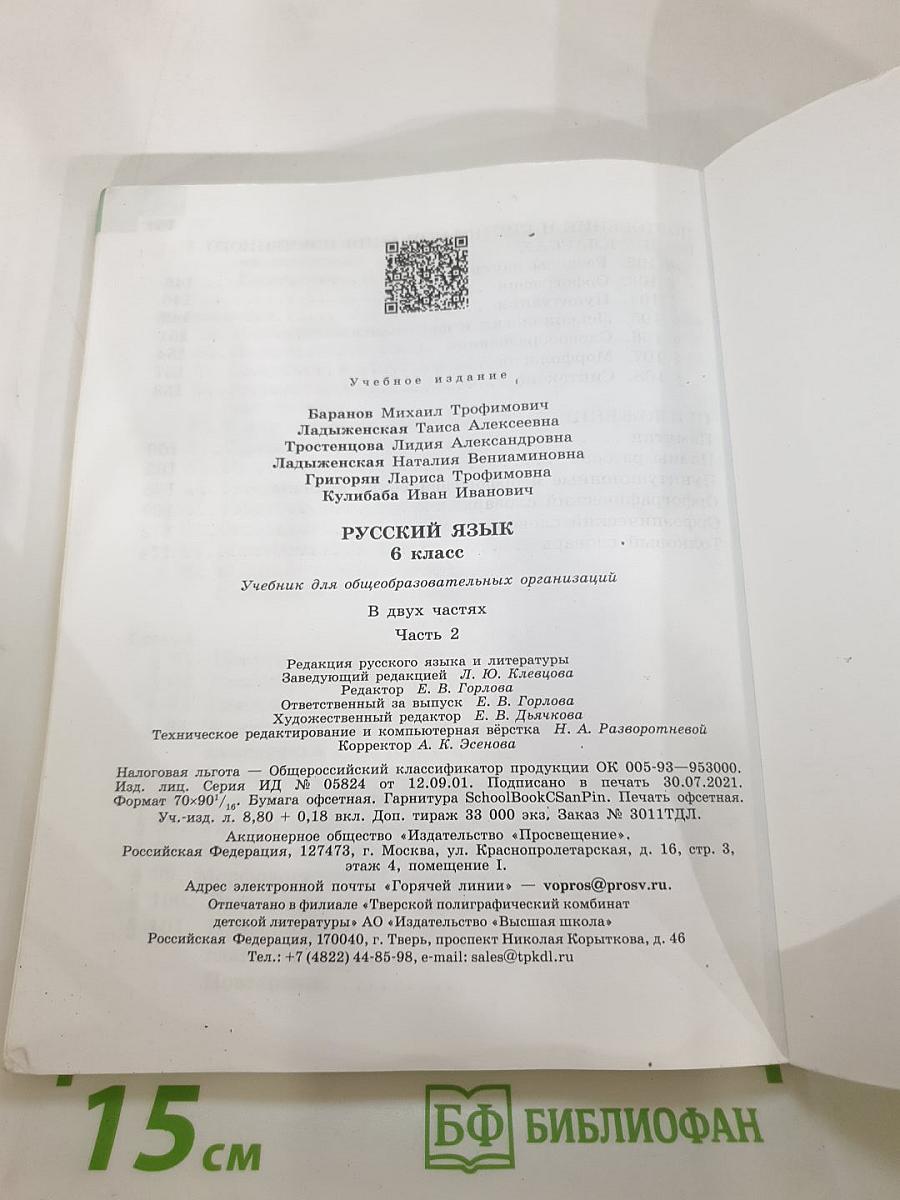 Учебное издание
Баранов Михаил Трофимович
Ладыженская Таиса Алексеевна
Тростенцова Лидия Александровна
Ладыженская Наталия Вениаминовна
Григорян Лариса Трофимовна
Кулибаба Иван Иванович
РУССКИЙ ЯЗЫК
6 класс
Учебник для общеобразовательных организаций
В двух частях
Часть 2
Редакция русского языка и литературы
Заведующий редакцией Л. Ю. Клевцова
Редактор Е. В. Горлова
Ответственный за выпуск Е. В. Горлова
Художественный редактор Е. В. Дьячкова
Техническое редактирование и компьютерная вёрстка Н. А. Разворотневой
Корректор А. К. Эсенова
Налоговая льгота — Общероссийский классификатор продукции ОК 005-93—953000.
Изд. лиц. Серия ИД № 05824 от 12.09.01. Подписано в печать 30.07.2021.
Формат 70×90¹/₁₆. Бумага офсетная. Гарнитура SchoolBookCSanPin. Печать офсетная.
Уч.-изд. л. 8,80 + 0,18 вкл. Доп. тираж 33 000 экз. Заказ № 3011ТДЛ.
Акционерное общество «Издательство «Просвещение».
Российская Федерация, 127473, г. Москва, ул. Краснопролетарская, д. 16, стр. 3,
этаж 4, помещение I.
Адрес электронной почты «Горячей линии» — vopros@prosv.ru.
Отпечатано в филиале «Тверской полиграфический комбинат
детской литературы» АО «Издательство «Высшая школа»
Российская Федерация, 170040, г. Тверь, проспект Николая Корыткова, д. 46
Тел.: +7 (4822) 44-85-98, e-mail: sales@tpkdl.ru
15 см
БФ БИБЛИОФАН